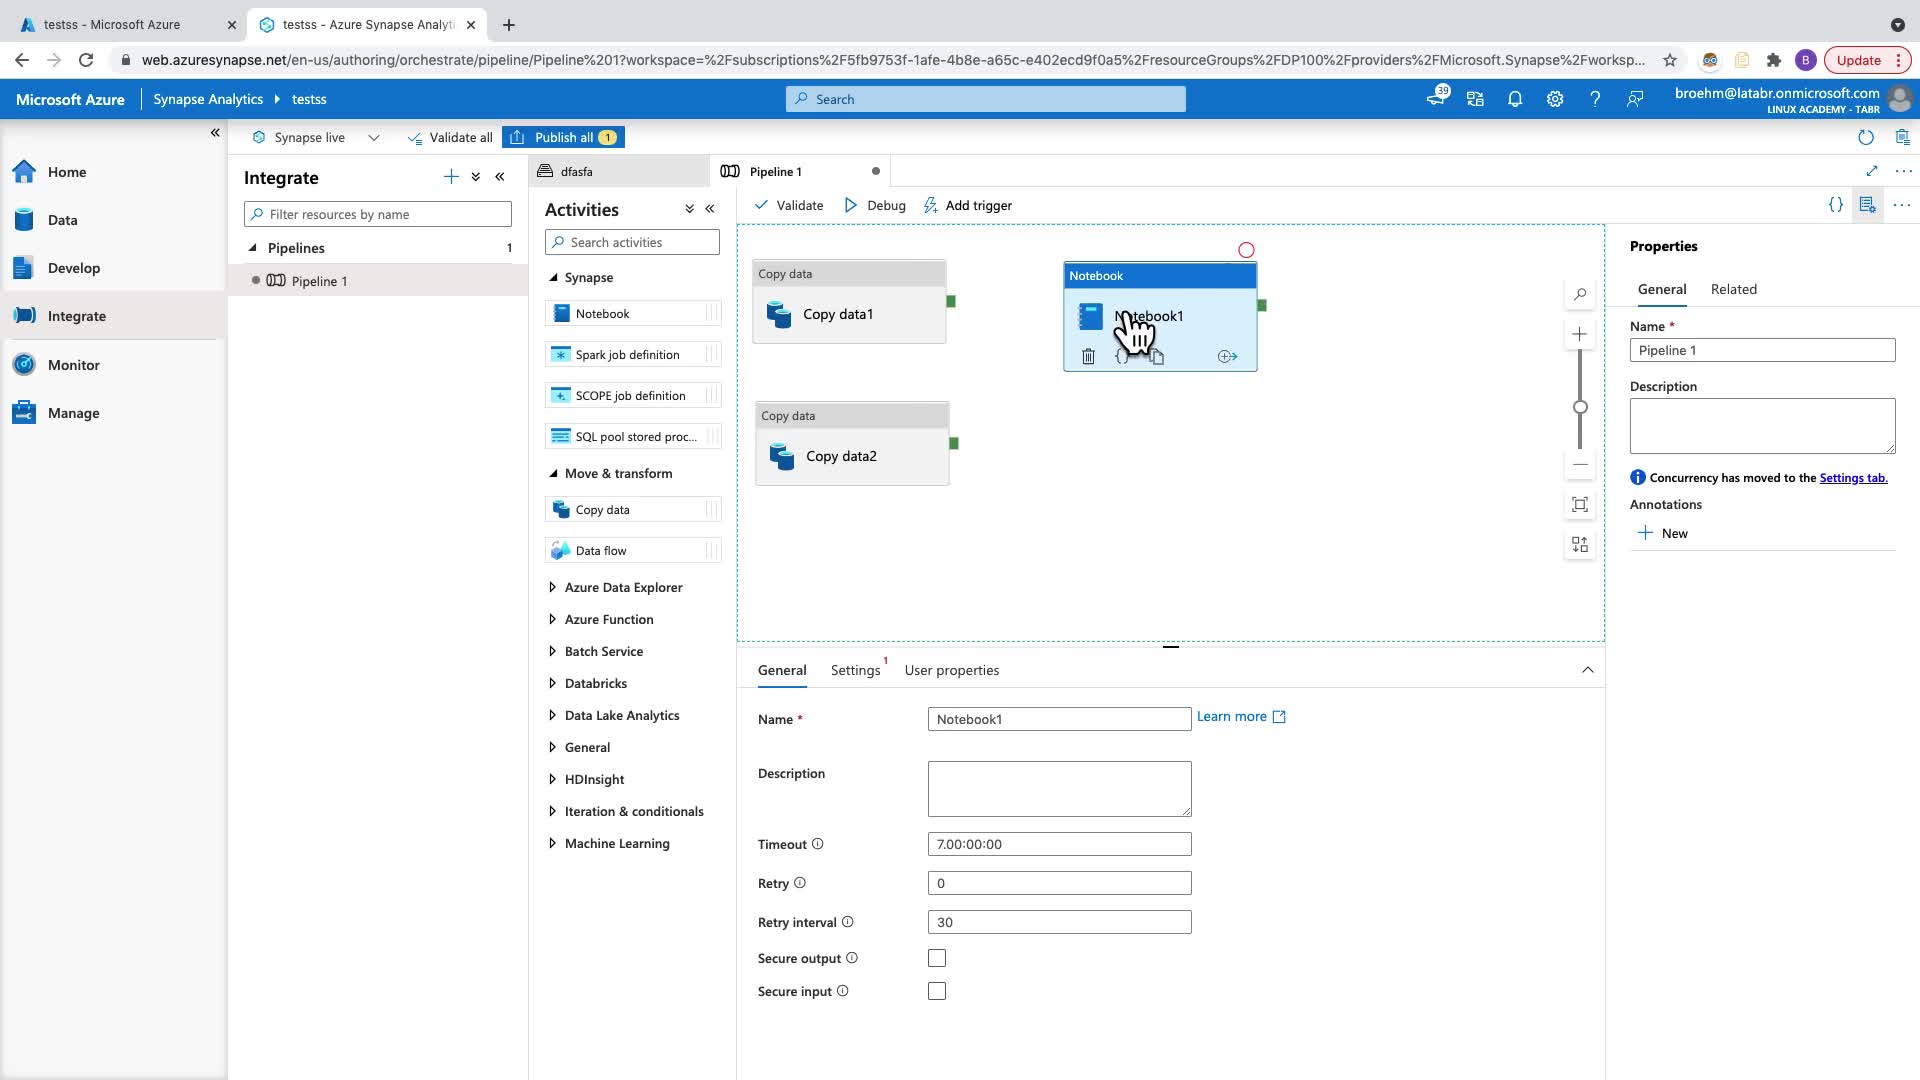 testss - Microsoft Azure
testss - Azure Synapse Analyti
web.azuresynapse.net/en-us/authoring/orchestrate/pipeline/Pipeline%201?workspace=%2Fsubscriptions%2F5fb9753f-1afe-4b8e-a65c-e402ecd9f0a5%2FresourceGroups%2FDP100%2Fproviders%2FMicrosoft.Synapse%2Fworksp...
B
Update
Microsoft Azure
Synapse Analytics
testss
Search
39
broehm@latabr.onmicrosoft.com
LINUX ACADEMY - TABR
Synapse live
Validate all
Publish all 1
Home
Data
Develop
Integrate
Monitor
Manage
Integrate
Filter resources by name
Pipelines 1
Pipeline 1
dfasfa
Pipeline 1
Activities
Search activities
Synapse
Notebook
Spark job definition
SCOPE job definition
SQL pool stored proc...
Move & transform
Copy data
Data flow
Azure Data Explorer
Azure Function
Batch Service
Databricks
Data Lake Analytics
General
HDInsight
Iteration & conditionals
Machine Learning
Validate
Debug
Add trigger
{}
Copy data
Copy data1
Notebook
Notebook1
{}
Copy data
Copy data2
General
Settings 1
User properties
Name *
Notebook1
Learn more
Description
Timeout
7.00:00:00
Retry
0
Retry interval
30
Secure output
Secure input
Properties
General
Related
Name *
Pipeline 1
Description
Concurrency has moved to the Settings tab.
Annotations
New